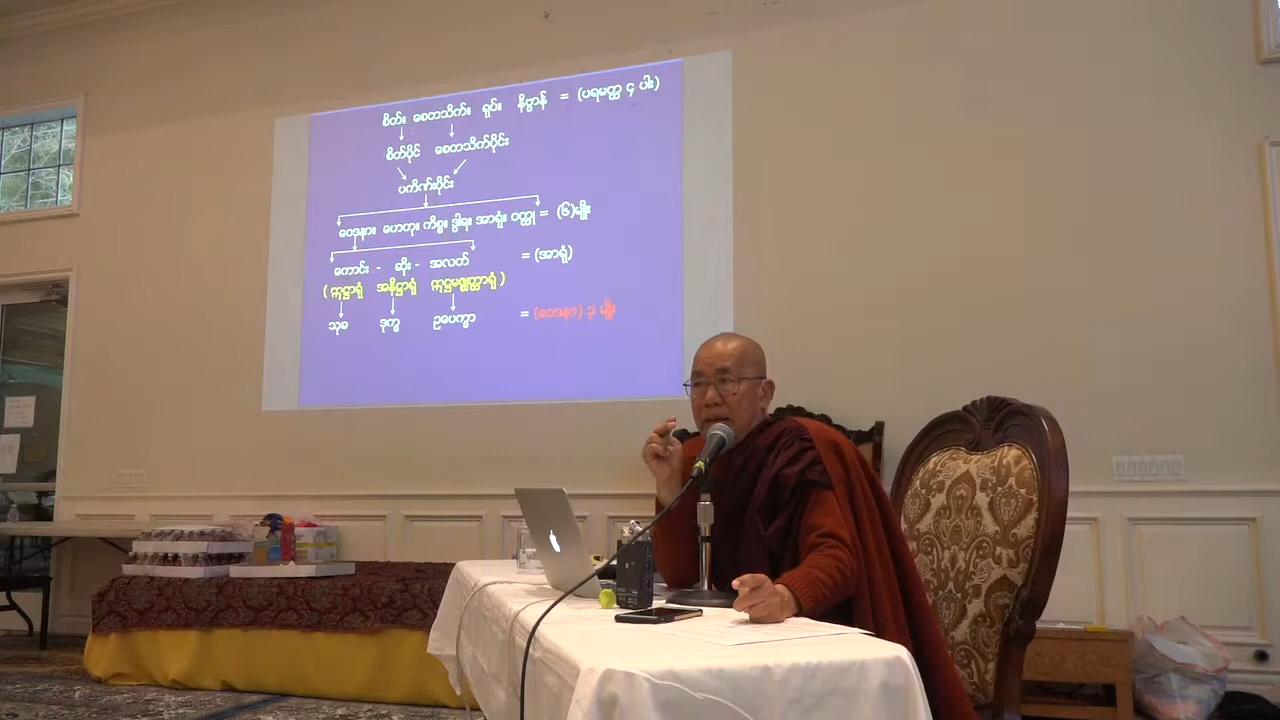 စိတ်။ စေတသိက်။ ရုပ်။ နိဗ္ဗာန် = (ပရမတ္ထ ၄ ပါး)
စိတ်ပိုင် စေတသိက်ပိုင်း
ပကိဏ်းပိုင်း
ဝေဒနာ။ ဟေတု။ ကိစ္စ။ ဒွါရ။ အာရုံ။ ဝတ္ထု = (၆)မျိုး
ကောင်း - ဆိုး - အလတ် = (အာရုံ)
(ဣဋ္ဌာရုံ အနိဋ္ဌာရုံ ဣဋ္ဌမဇ္ဈတ္တာရုံ)
သုခ ဒုက္ခ ဥပေက္ခာ = (ဝေဒနာ) ၃ မျိုး